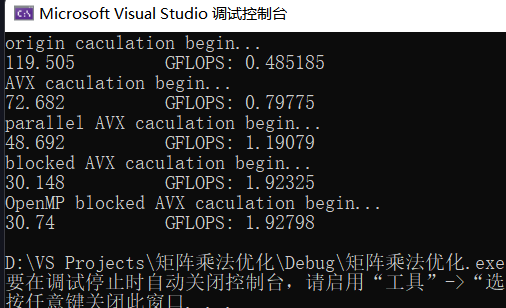 Microsoft Visual Studio 调试控制台
origin caculation begin...
119.505 GFLOPS: 0.485185
AVX caculation begin...
72.682 GFLOPS: 0.79775
parallel AVX caculation begin...
48.692 GFLOPS: 1.19079
blocked AVX caculation begin...
30.148 GFLOPS: 1.92325
OpenMP blocked AVX caculation begin...
30.74 GFLOPS: 1.92798
D:\VS Projects\矩阵乘法优化\Debug\矩阵乘法优化.exe
要在调试停止时自动关闭控制台，请启用“工具”->“选
按任意键关闭此窗口. . .